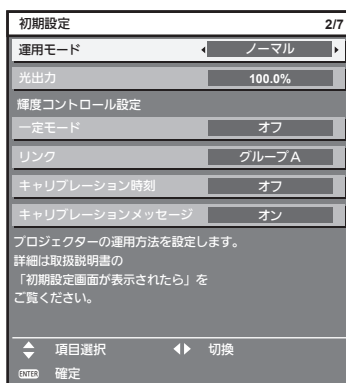 初期設定 2/7
運用モード ノーマル
光出力 100.0%
輝度コントロール設定
一定モード オフ
リンク グループA
キャリブレーション時刻 オフ
キャリブレーションメッセージ オン
プロジェクターの運用方法を設定します。
詳細は取扱説明書の
「初期設定画面が表示されたら」を
ご覧ください。
項目選択 切換
ENTER 確定